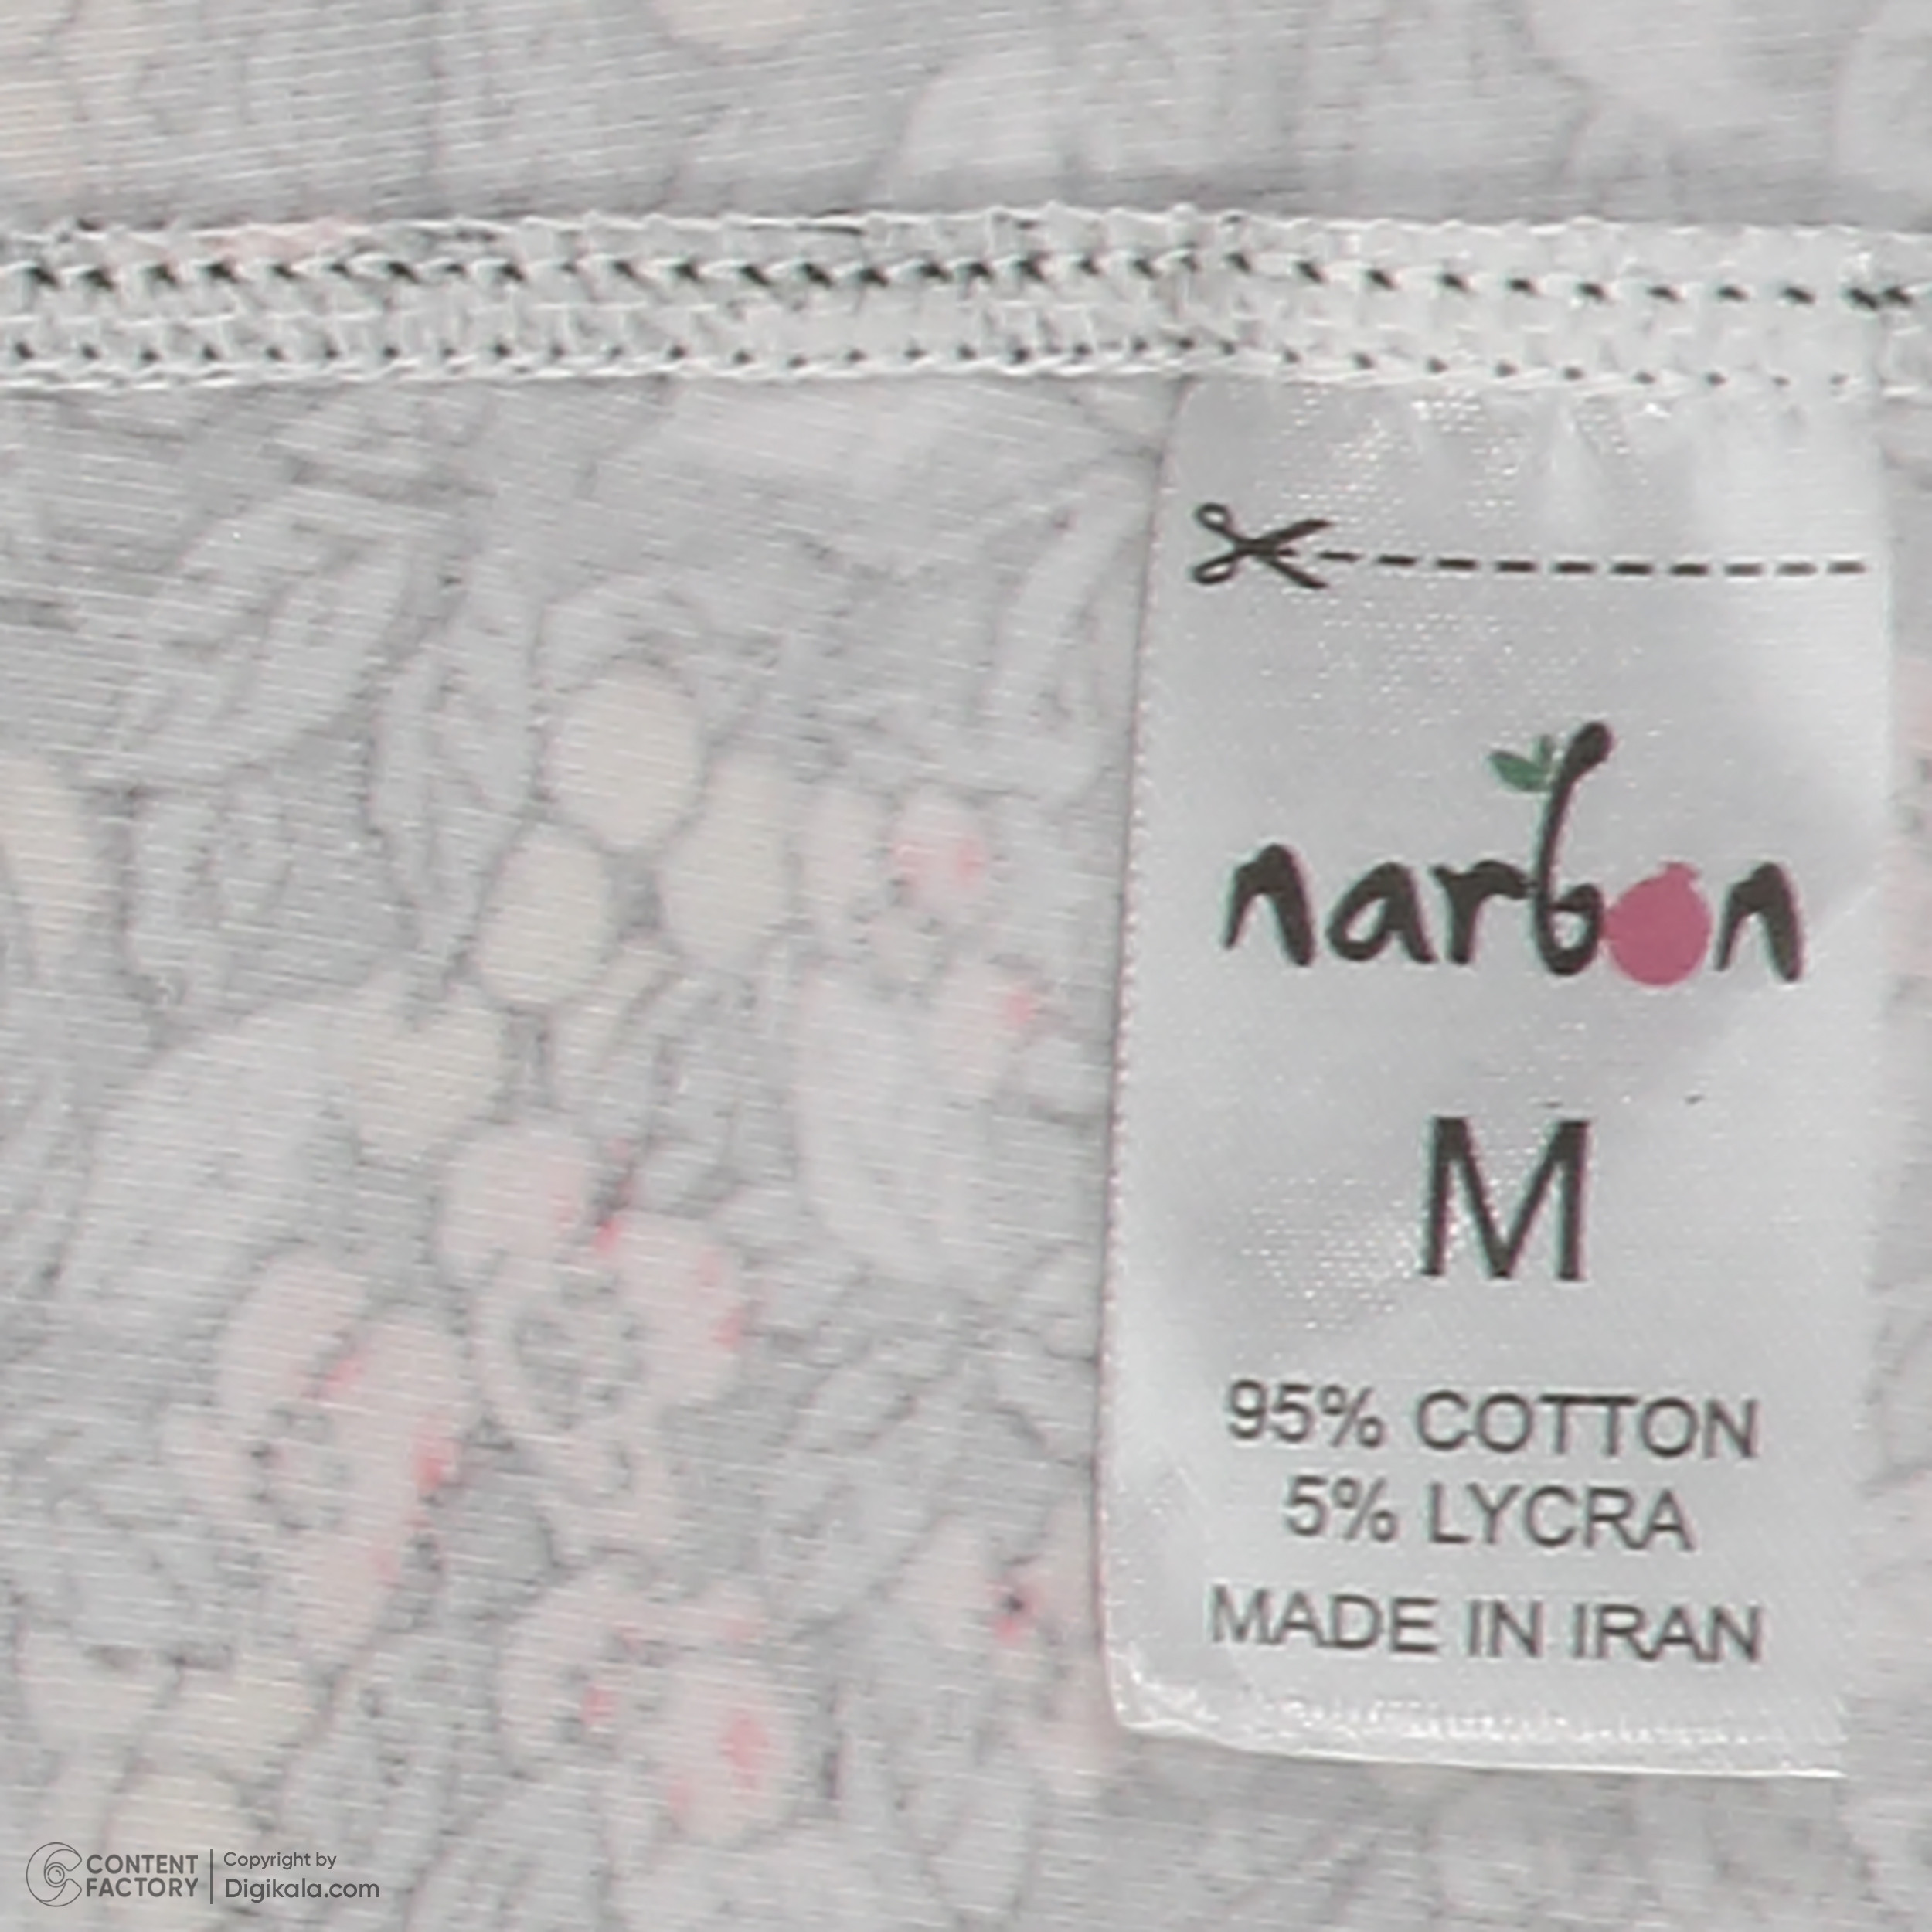 narbon
M
95% COTTON
5% LYCRA
MADE IN IRAN
CONTENT
FACTORY
Copyright by
Digikala.com